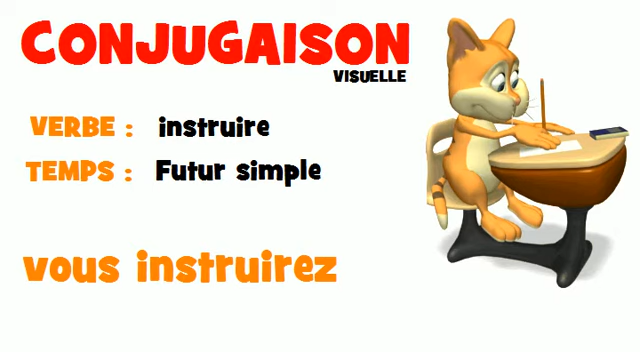 CONJUGAISON
VISUELLE
VERBE : instruire
TEMPS : Futur simple
vous instruirez